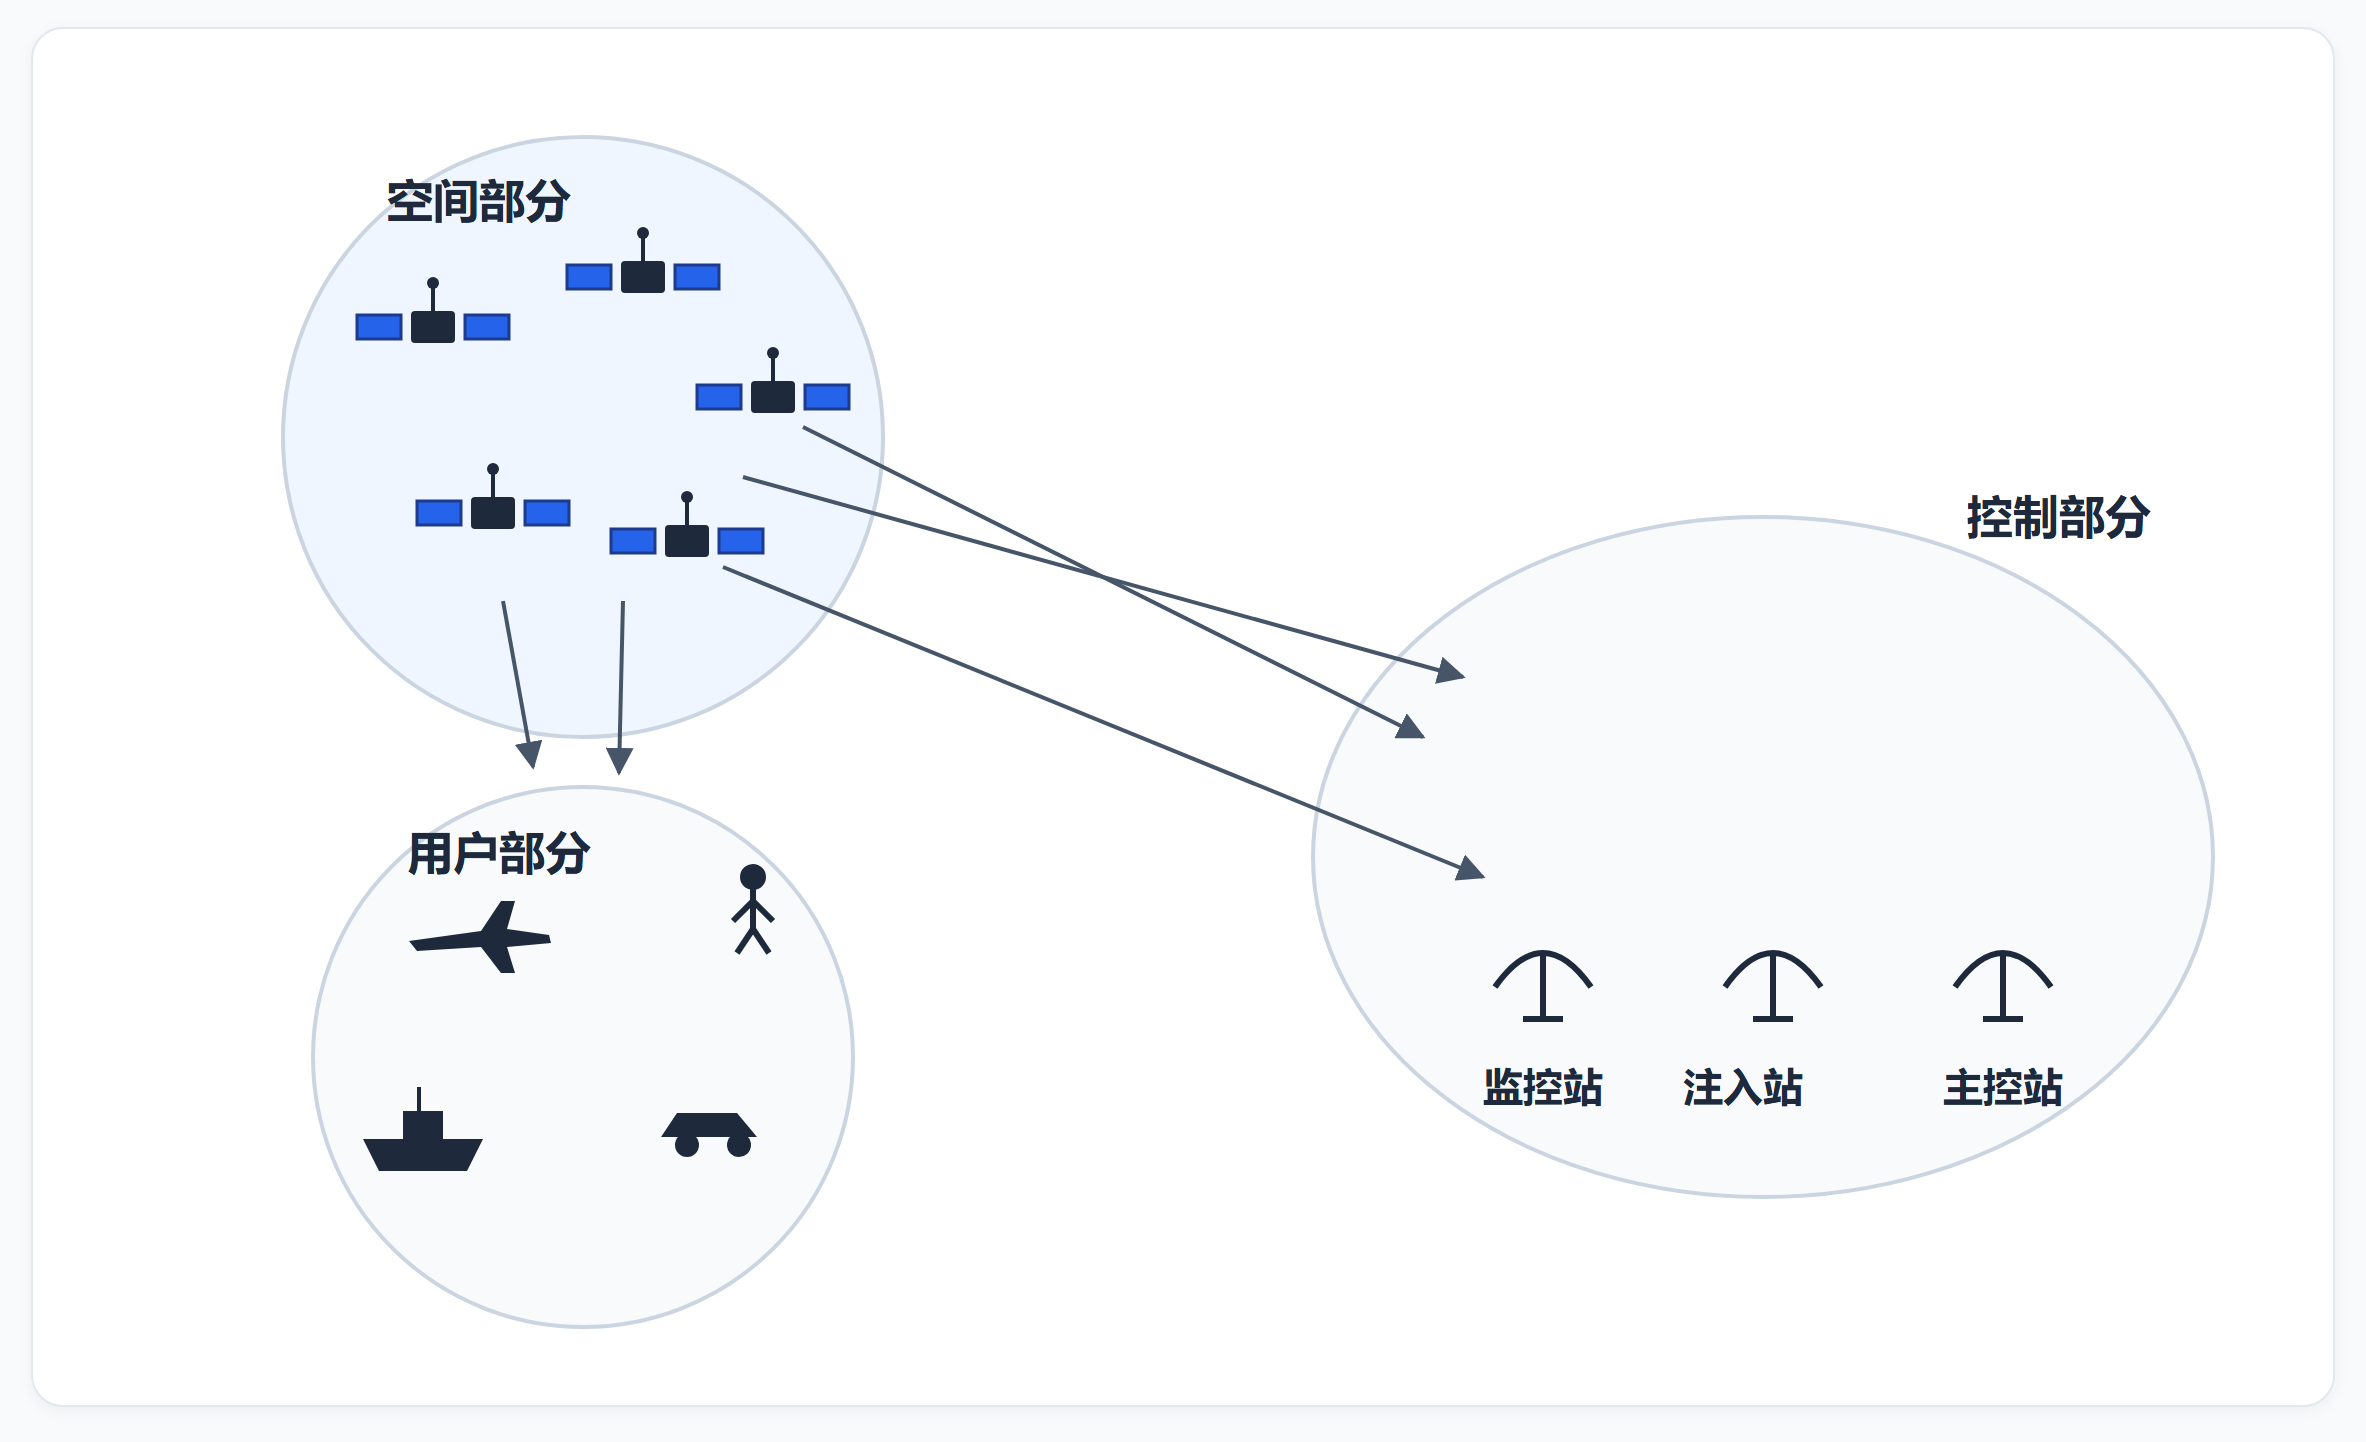 空间部分
控制部分
用户部分
监控站
注入站
主控站